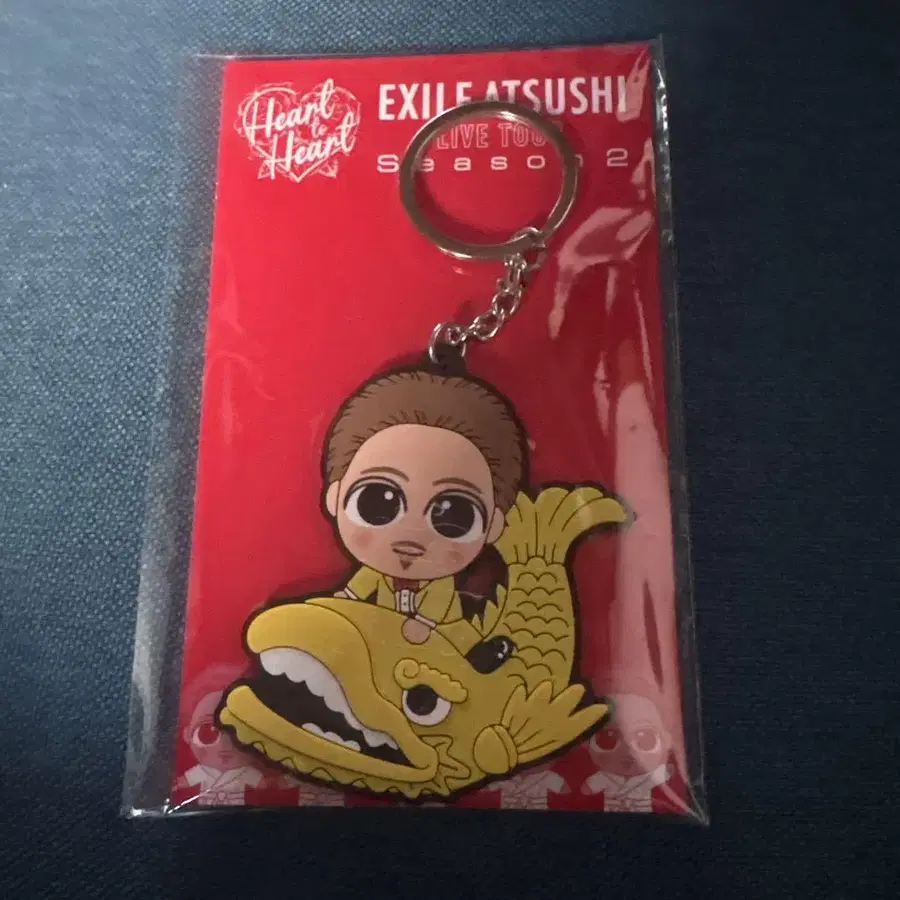 Heart
to
Heart
EXILE ATSUSHI
LIVE TOUR
Season 2